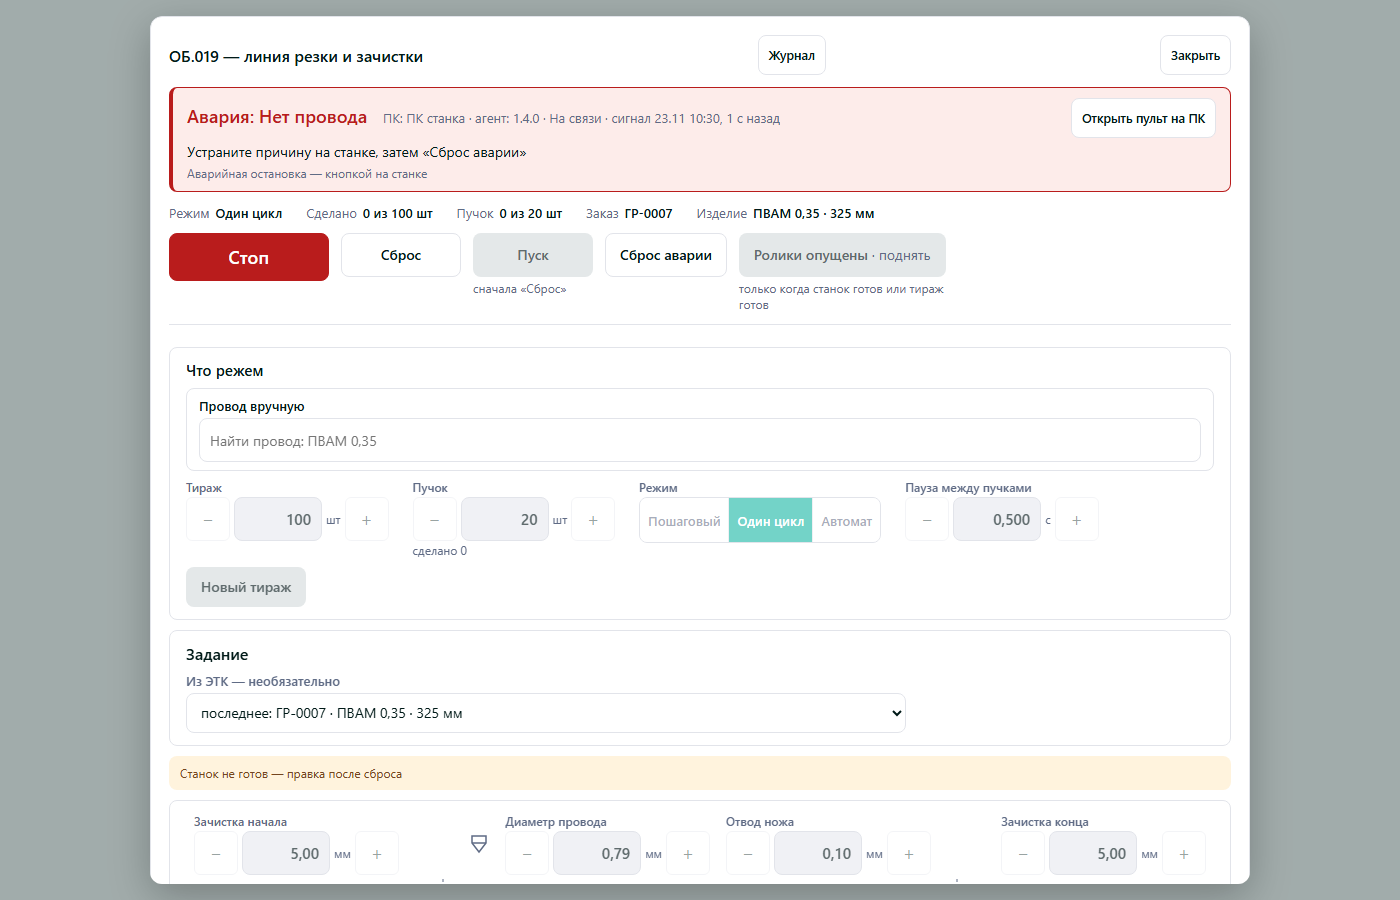 ОБ.019 — линия резки и зачистки
Журнал
Закрыть
Авария: Нет провода
ПК: ПК станка · агент: 1.4.0 · На связи · сигнал 23.11 10:30, 1 с назад
Открыть пульт на ПК
Устраните причину на станке, затем «Сброс аварии»
Аварийная остановка — кнопкой на станке
Режим Один цикл Сделано 0 из 100 шт Пучок 0 из 20 шт Заказ ГР-0007 Изделие ПВАМ 0,35 · 325 мм
Стоп
Сброс
Пуск
Сброс аварии
Ролики опущены · поднять
сначала «Сброс»
только когда станок готов или тираж
готов
Что режем
Провод вручную
Найти провод: ПВАМ 0,35
Тираж
Пучок
Режим
Пауза между пучками
− 100 шт +
− 20 шт +
Пошаговый Один цикл Автомат
− 0,500 с +
сделано 0
Новый тираж
Задание
Из ЭТК — необязательно
последнее: ГР-0007 · ПВАМ 0,35 · 325 мм
Станок не готов — правка после сброса
Зачистка начала
Диаметр провода
Отвод ножа
Зачистка конца
− 5,00 мм +
− 0,79 мм +
− 0,10 мм +
− 5,00 мм +